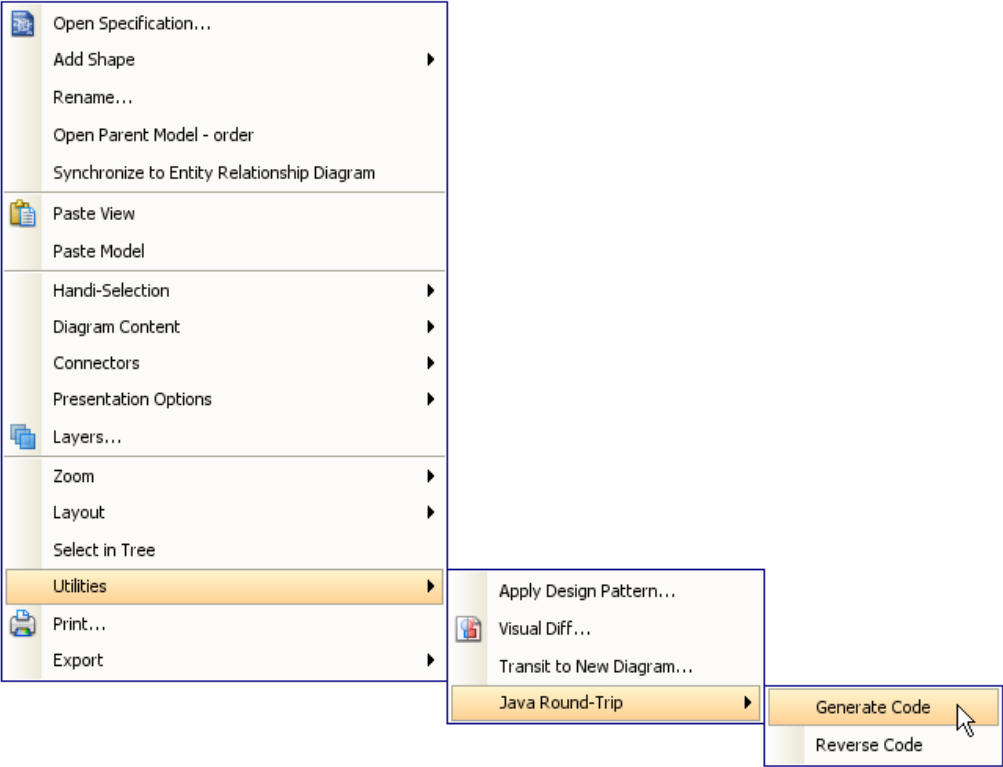 Open Specification...
Add Shape
Rename...
Open Parent Model - order
Synchronize to Entity Relationship Diagram
Paste View
Paste Model
Handi-Selection
Diagram Content
Connectors
Presentation Options
Layers...
Zoom
Layout
Select in Tree
Utilities
Print...
Export
Apply Design Pattern...
Visual Diff...
Transit to New Diagram...
Java Round-Trip
Generate Code
Reverse Code